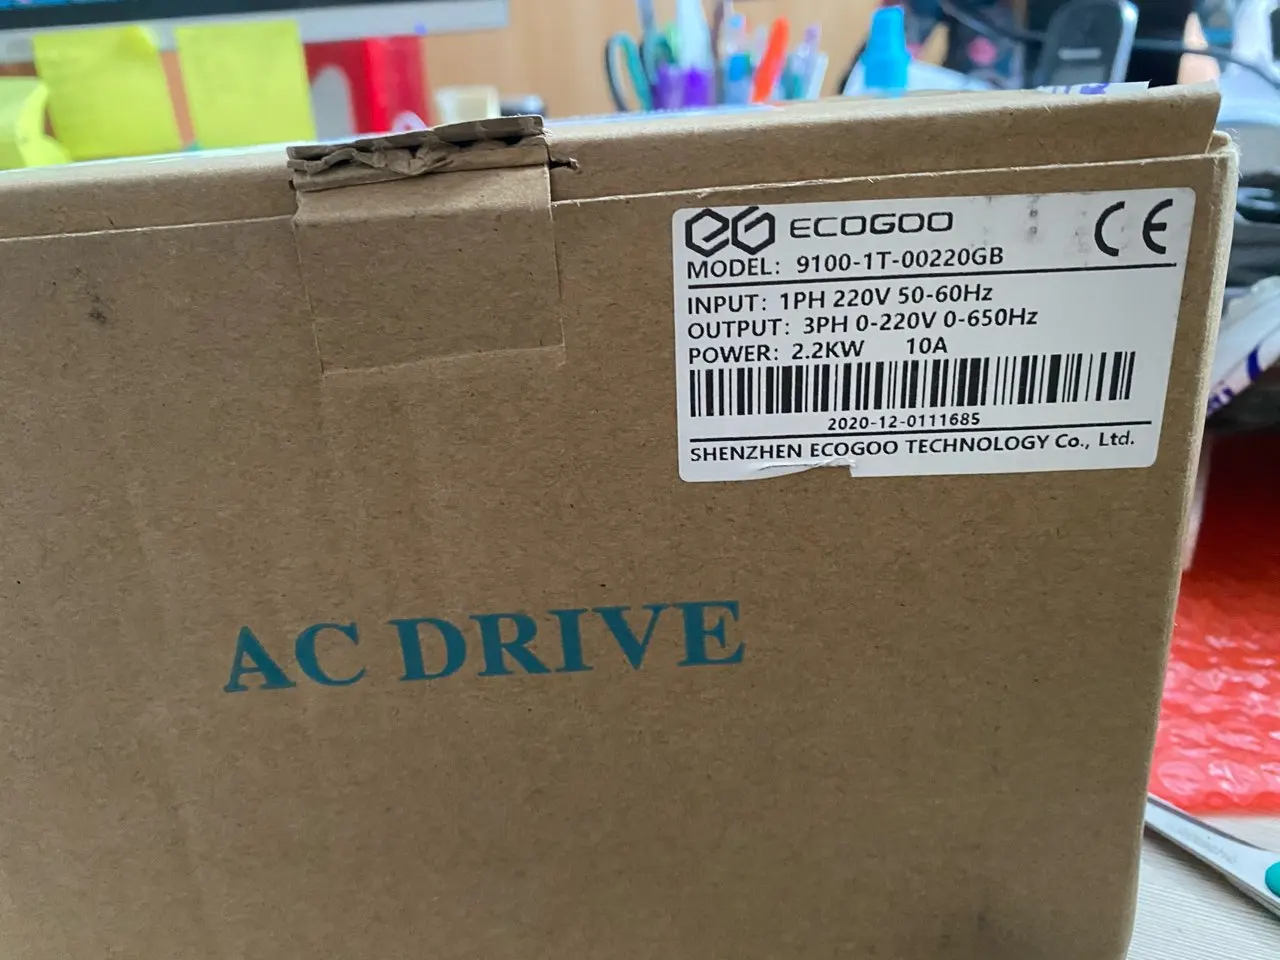 ECOGOO
CE
MODEL: 9100-1T-00220GB
INPUT: 1PH 220V 50-60Hz
OUTPUT: 3PH 0-220V 0-650Hz
POWER: 2.2KW 10A
2020-12-0111685
SHENZHEN ECOGOO TECHNOLOGY Co., Ltd.
AC DRIVE